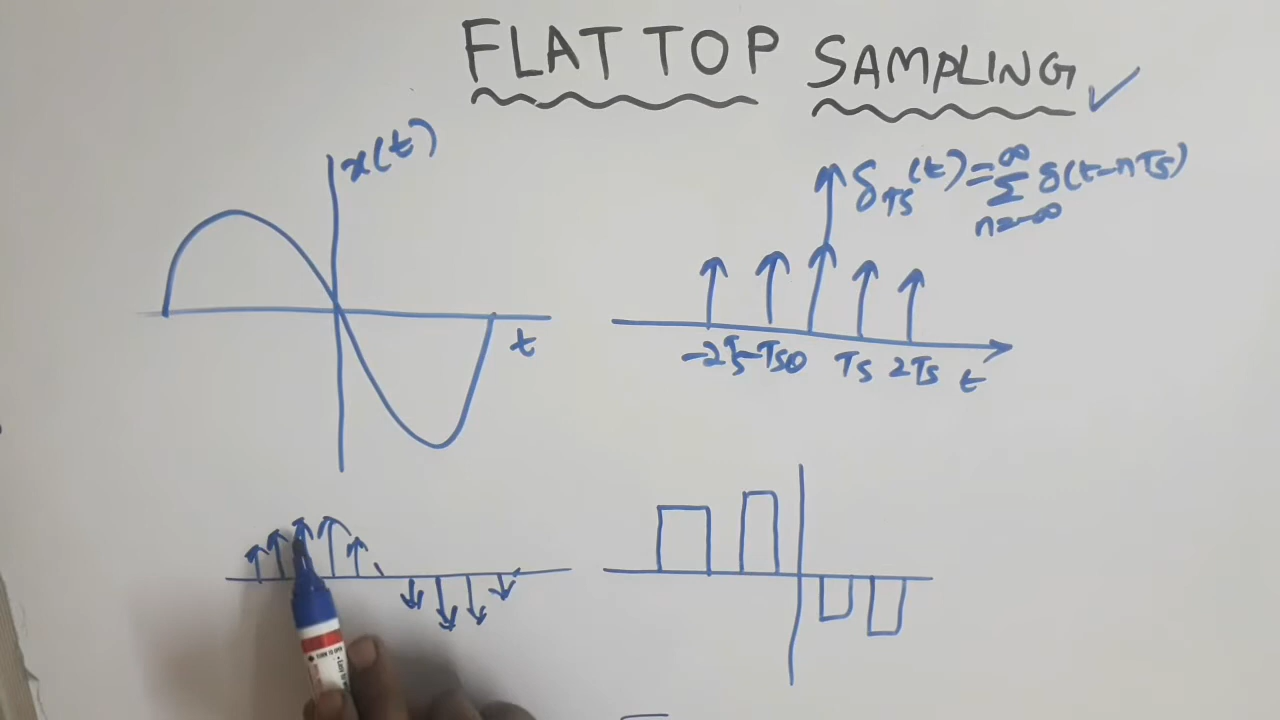 FLAT TOP SAMPLING
x(t)
δTs(t) = ∞ Σ n=-∞ δ(t-nTs)
t
-2Ts -Ts 0 Ts 2Ts t